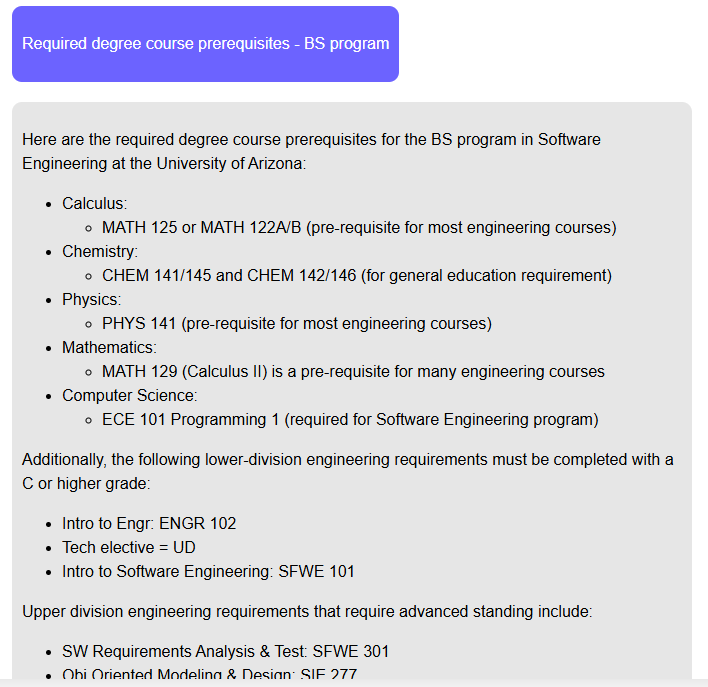 Required degree course prerequisites - BS program
Here are the required degree course prerequisites for the BS program in Software
Engineering at the University of Arizona:
Calculus:
MATH 125 or MATH 122A/B (pre-requisite for most engineering courses)
Chemistry:
CHEM 141/145 and CHEM 142/146 (for general education requirement)
Physics:
PHYS 141 (pre-requisite for most engineering courses)
Mathematics:
MATH 129 (Calculus II) is a pre-requisite for many engineering courses
Computer Science:
ECE 101 Programming 1 (required for Software Engineering program)
Additionally, the following lower-division engineering requirements must be completed with a
C or higher grade:
Intro to Engr: ENGR 102
Tech elective = UD
Intro to Software Engineering: SFWE 101
Upper division engineering requirements that require advanced standing include:
SW Requirements Analysis & Test: SFWE 301
Obj Oriented Modeling & Design: SIE 277